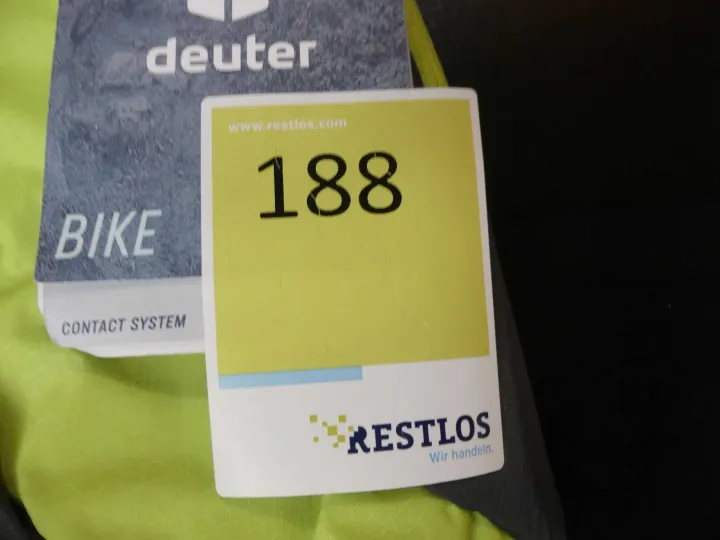 deuter
BIKE
CONTACT SYSTEM
www.restlos.com
188
RESTLOS
Wir handeln.